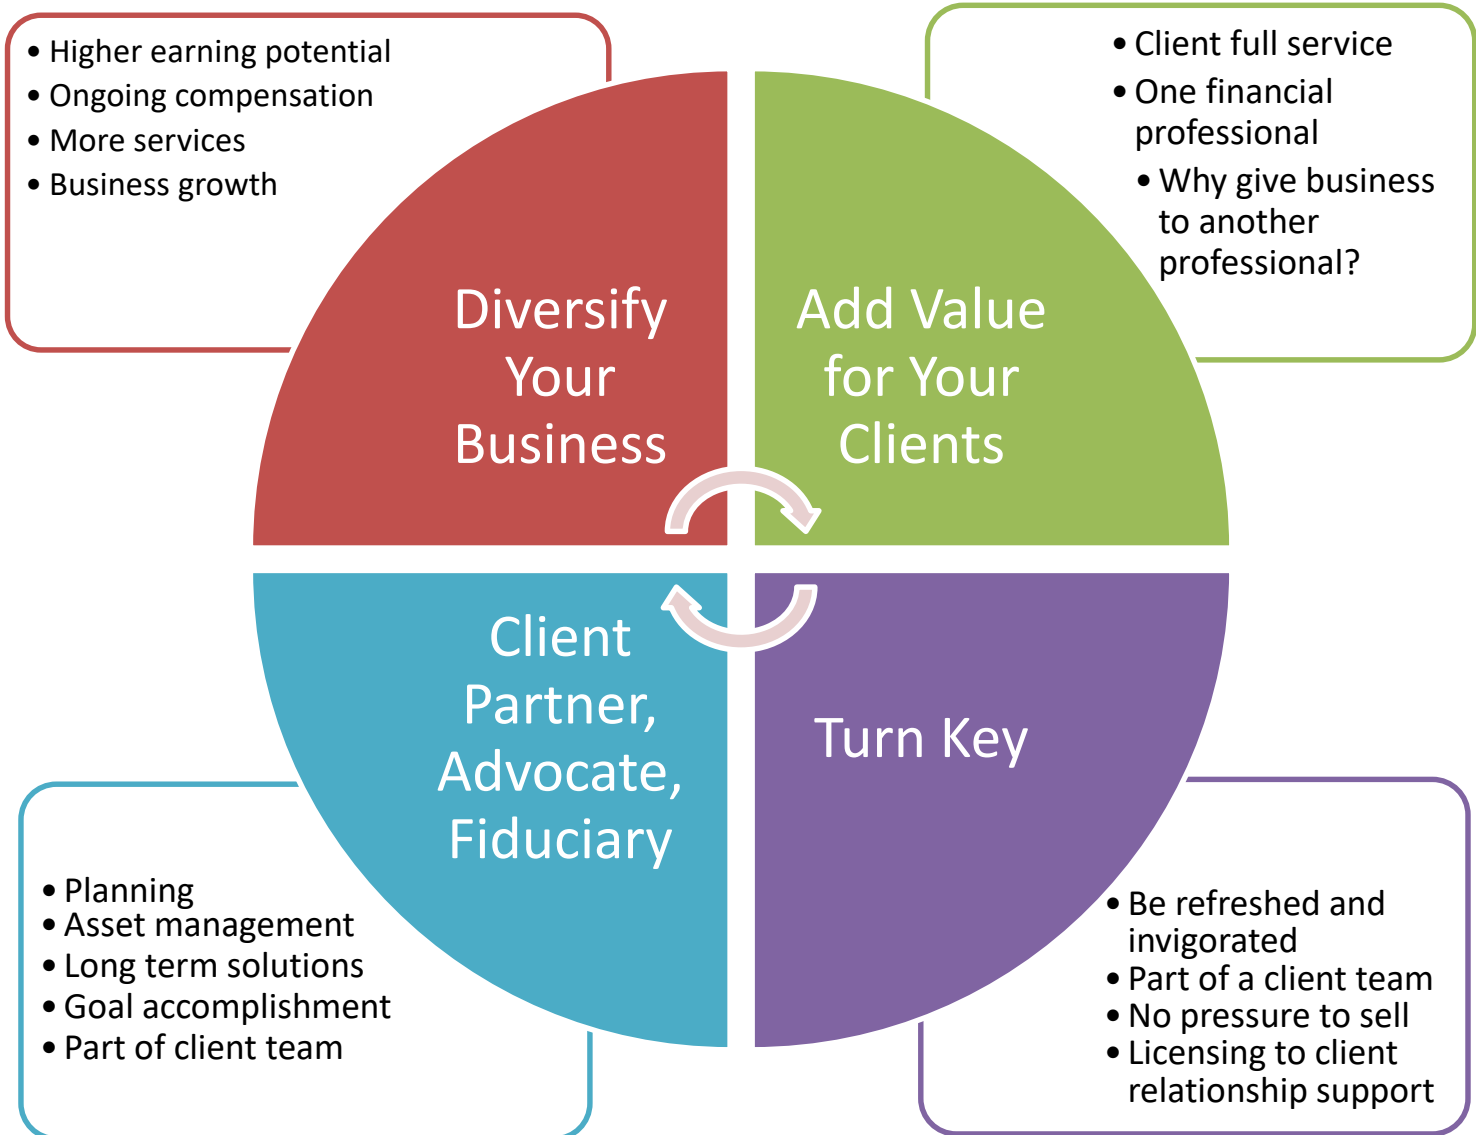 • Higher earning potential
• Ongoing compensation
• More services
• Business growth
• Client full service
• One financial
professional
• Why give business
to another
professional?
Diversify
Your
Business
Add Value
for Your
Clients
Client
Partner,
Advocate,
Fiduciary
Turn Key
• Planning
• Asset management
• Long term solutions
• Goal accomplishment
• Part of client team
• Be refreshed and
invigorated
• Part of a client team
• No pressure to sell
• Licensing to client
relationship support